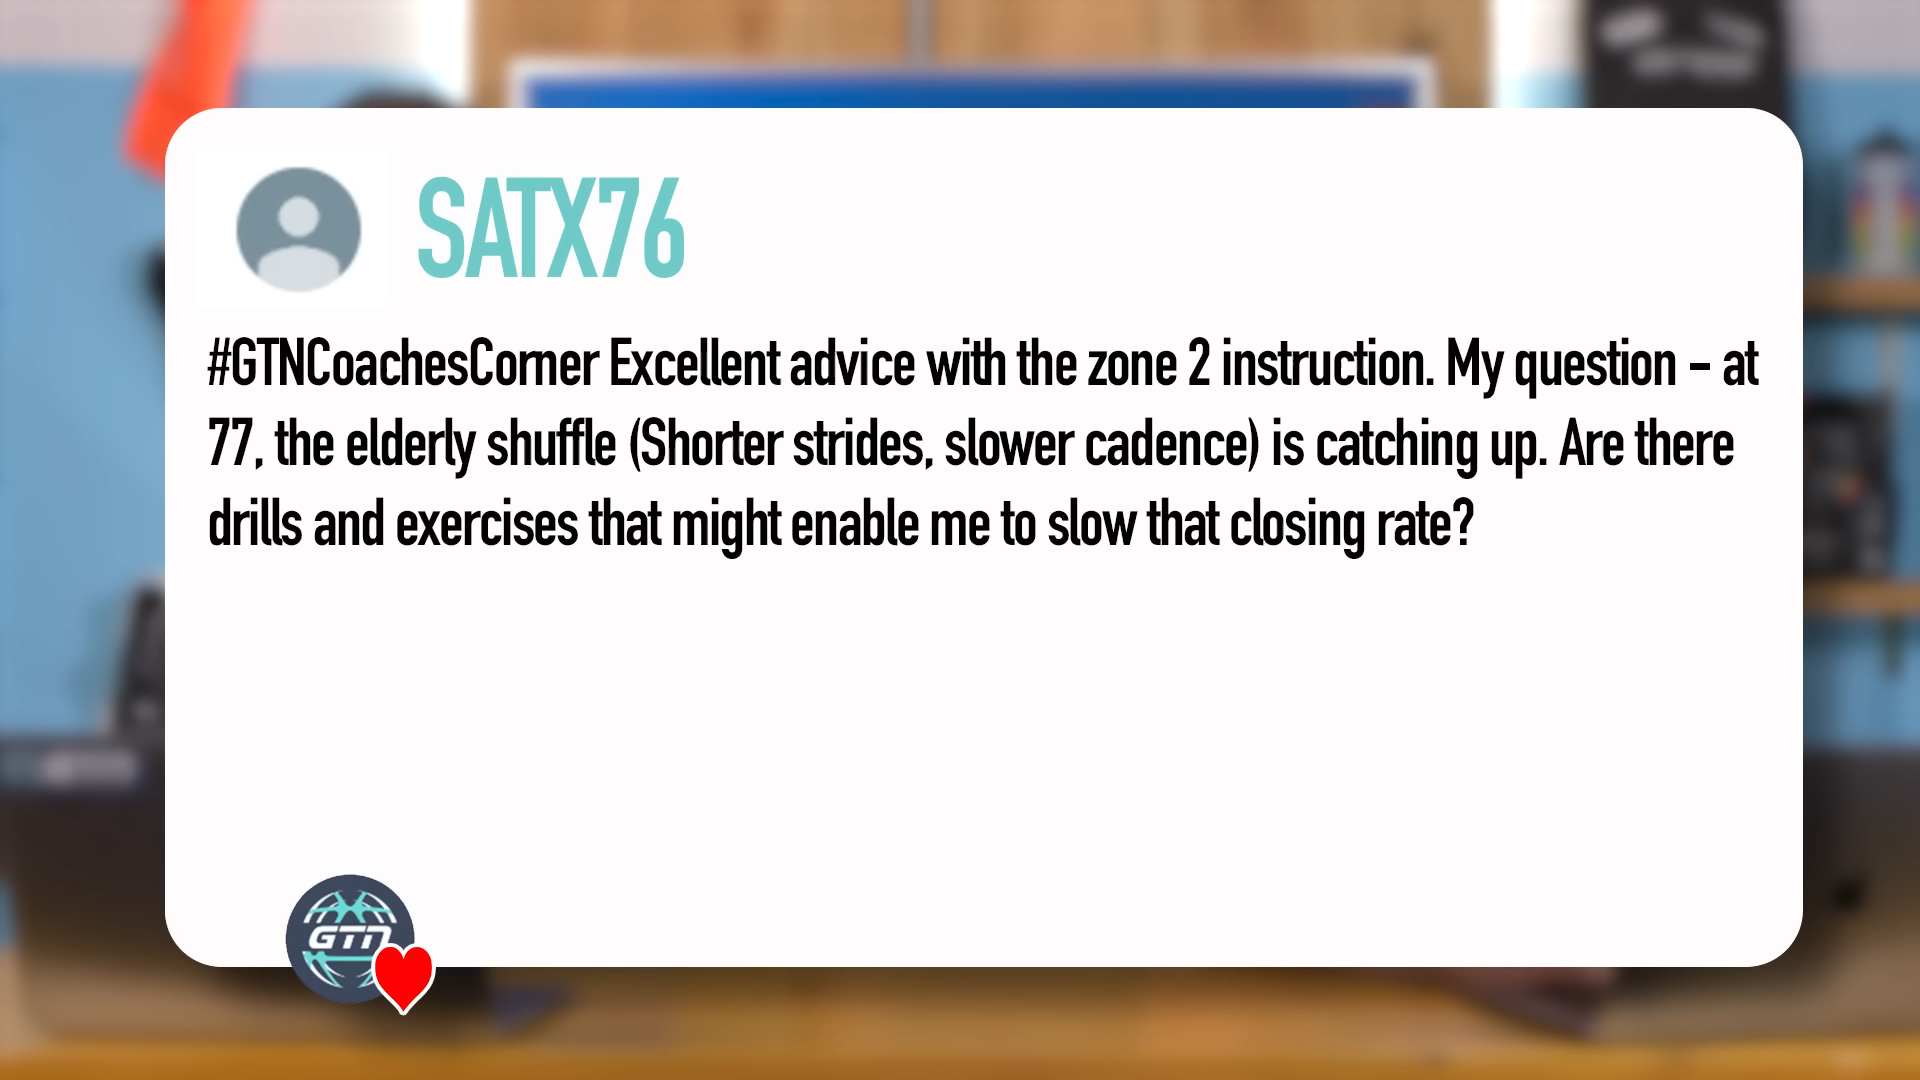 SATX76
#GTNCoachesCorner Excellent advice with the zone 2 instruction. My question – at
77, the elderly shuffle (Shorter strides, slower cadence) is catching up. Are there
drills and exercises that might enable me to slow that closing rate?
GTN